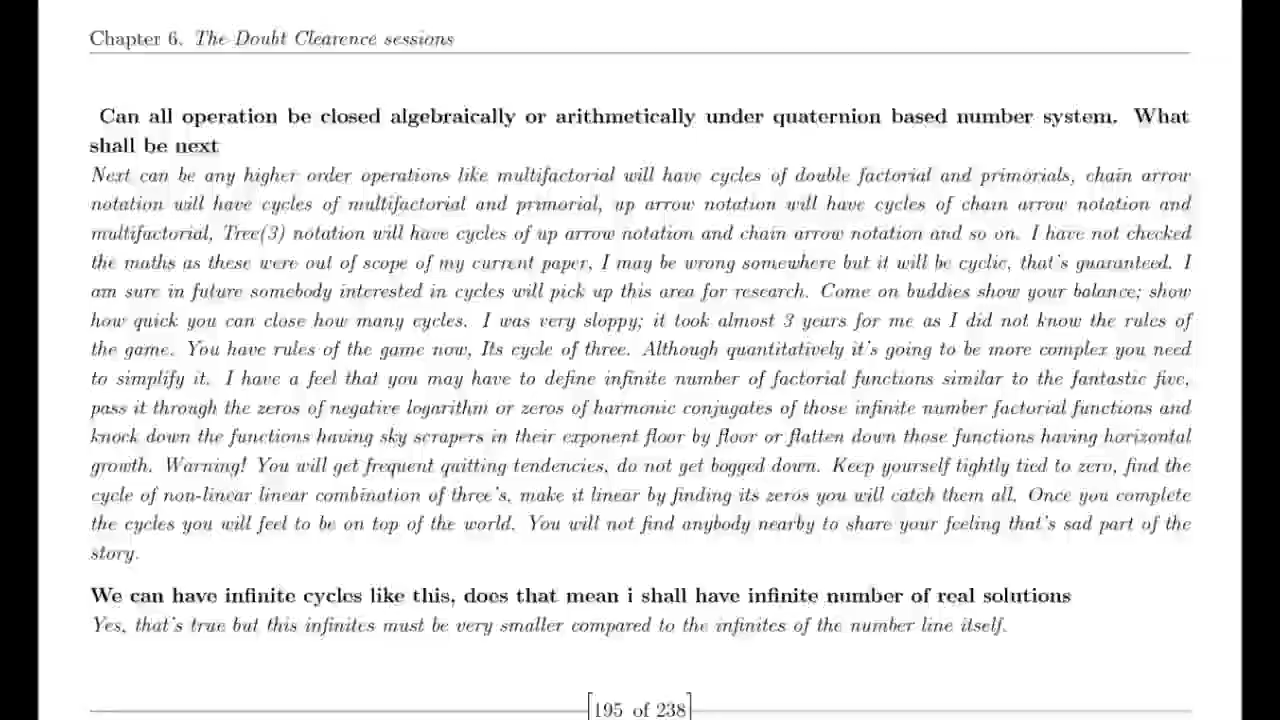 Chapter 6. The Doubt Clearence sessions
Can all operation be closed algebraically or arithmetically under quaternion based number system. What
shall be next
Next can be any higher order operations like multifactorial will have cycles of double factorial and primorials, chain arrow
notation will have cycles of multifactorial and primorial, up arrow notation will have cycles of chain arrow notation and
multifactorial, Tree(3) notation will have cycles of up arrow notation and chain arrow notation and so on. I have not checked
the maths as these were out of scope of my current paper, I may be wrong somewhere but it will be cyclic, that's guaranteed. I
am sure in future somebody interested in cycles will pick up this area for research. Come on buddies show your balance; show
how quick you can close how many cycles. I was very sloppy; it took almost 3 years for me as I did not know the rules of
the game. You have rules of the game now, Its cycle of three. Although quantitatively it's going to be more complex you need
to simplify it. I have a feel that you may have to define infinite number of factorial functions similar to the fantastic five,
pass it through the zeros of negative logarithm or zeros of harmonic conjugates of those infinite number factorial functions and
knock down the functions having sky scrapers in their exponent floor by floor or flatten down those functions having horizontal
growth. Warning! You will get frequent quitting tendencies, do not get bogged down. Keep yourself tightly tied to zero, find the
cycle of non-linear linear combination of three's, make it linear by finding its zeros you will catch them all. Once you complete
the cycles you will feel to be on top of the world. You will not find anybody nearby to share your feeling that's sad part of the
story.
We can have infinite cycles like this, does that mean i shall have infinite number of real solutions
Yes, that's true but this infinites must be very smaller compared to the infinites of the number line itself.
[195 of 238]